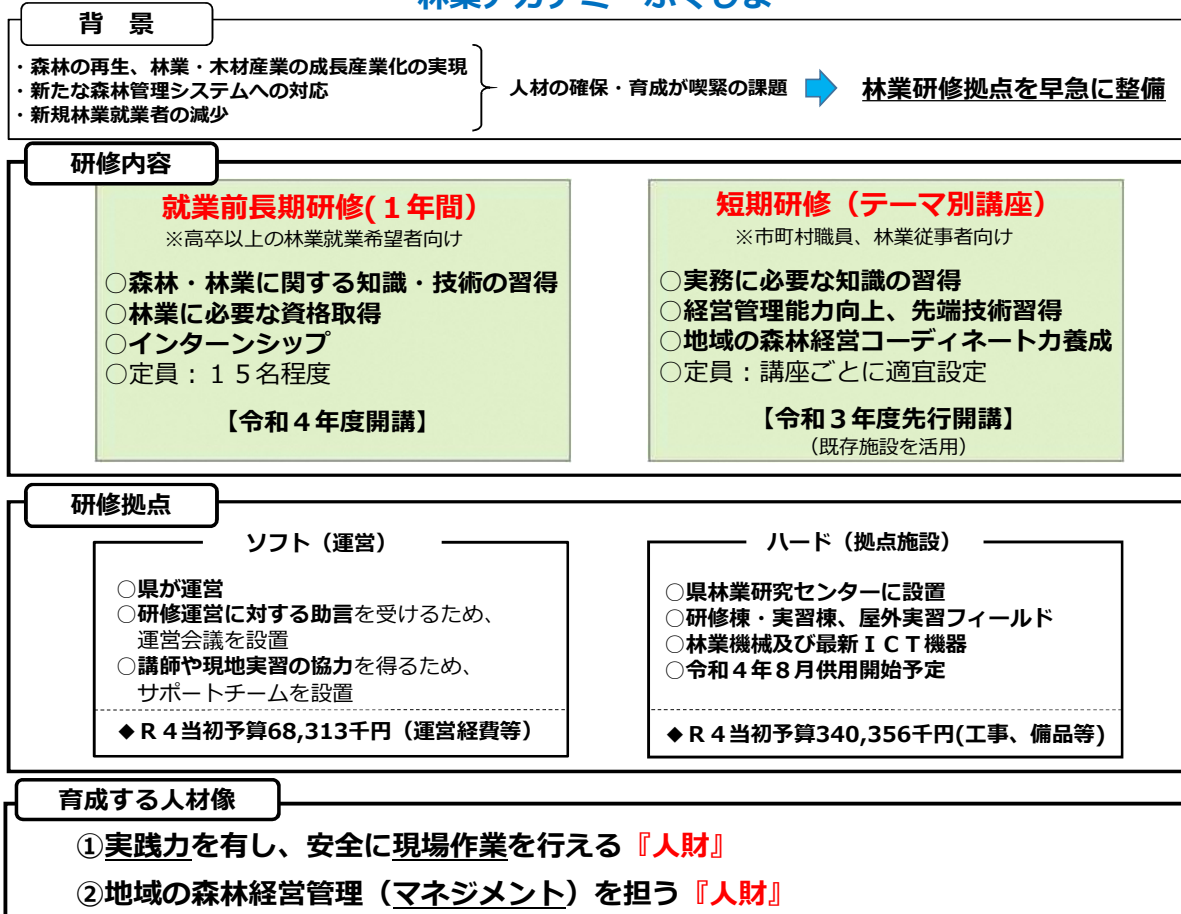 林業アカデミーふくしま
背 景
・森林の再生、林業・木材産業の成長産業化の実現
・新たな森林管理システムへの対応
・新規林業就業者の減少
人材の確保・育成が喫緊の課題
林業研修拠点を早急に整備
研修内容
就業前長期研修(１年間）
※高卒以上の林業就業希望者向け
○森林・林業に関する知識・技術の習得
○林業に必要な資格取得
○インターンシップ
○定員：１５名程度
【令和４年度開講】
短期研修（テーマ別講座）
※市町村職員、林業従事者向け
○実務に必要な知識の習得
○経営管理能力向上、先端技術習得
○地域の森林経営コーディネート力養成
○定員：講座ごとに適宜設定
【令和３年度先行開講】
（既存施設を活用）
研修拠点
ソフト（運営）
○県が運営
○研修運営に対する助言を受けるため、
運営会議を設置
○講師や現地実習の協力を得るため、
サポートチームを設置
◆Ｒ４当初予算68,313千円（運営経費等）
ハード（拠点施設）
○県林業研究センターに設置
○研修棟・実習棟、屋外実習フィールド
○林業機械及び最新ＩＣＴ機器
○令和４年８月供用開始予定
◆Ｒ４当初予算340,356千円(工事、備品等)
育成する人材像
①実践力を有し、安全に現場作業を行える『人財』
②地域の森林経営管理（マネジメント）を担う『人財』